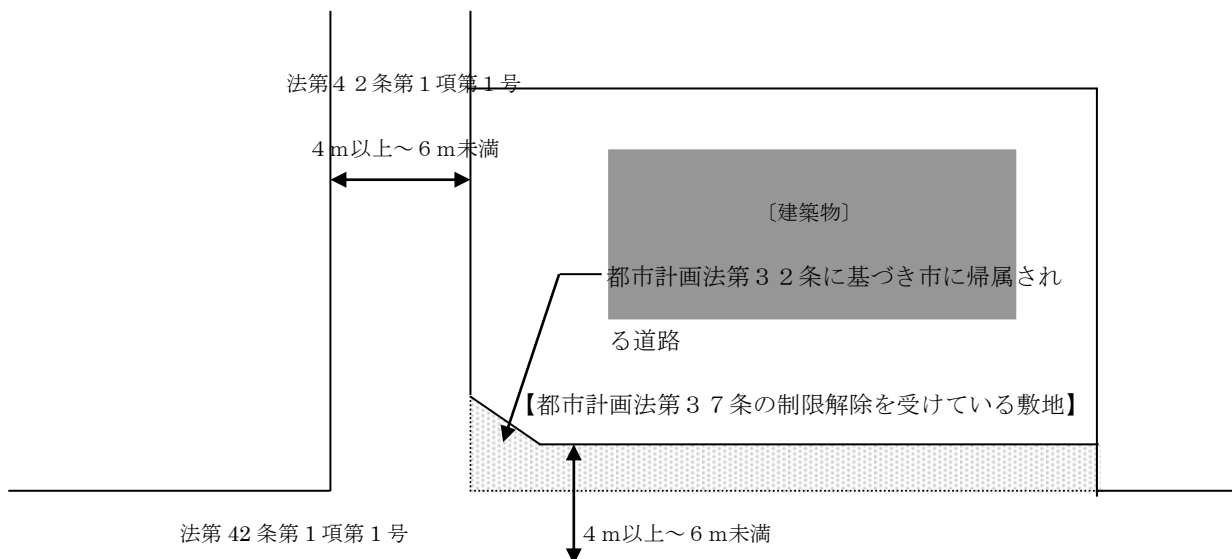 法第４２条第１項第１号
４ｍ以上～６ｍ未満
〔建築物〕
都市計画法第３２条に基づき市に帰属され
る道路
【都市計画法第３７条の制限解除を受けている敷地】
法第 42 条第１項第１号
４ｍ以上～６ｍ未満